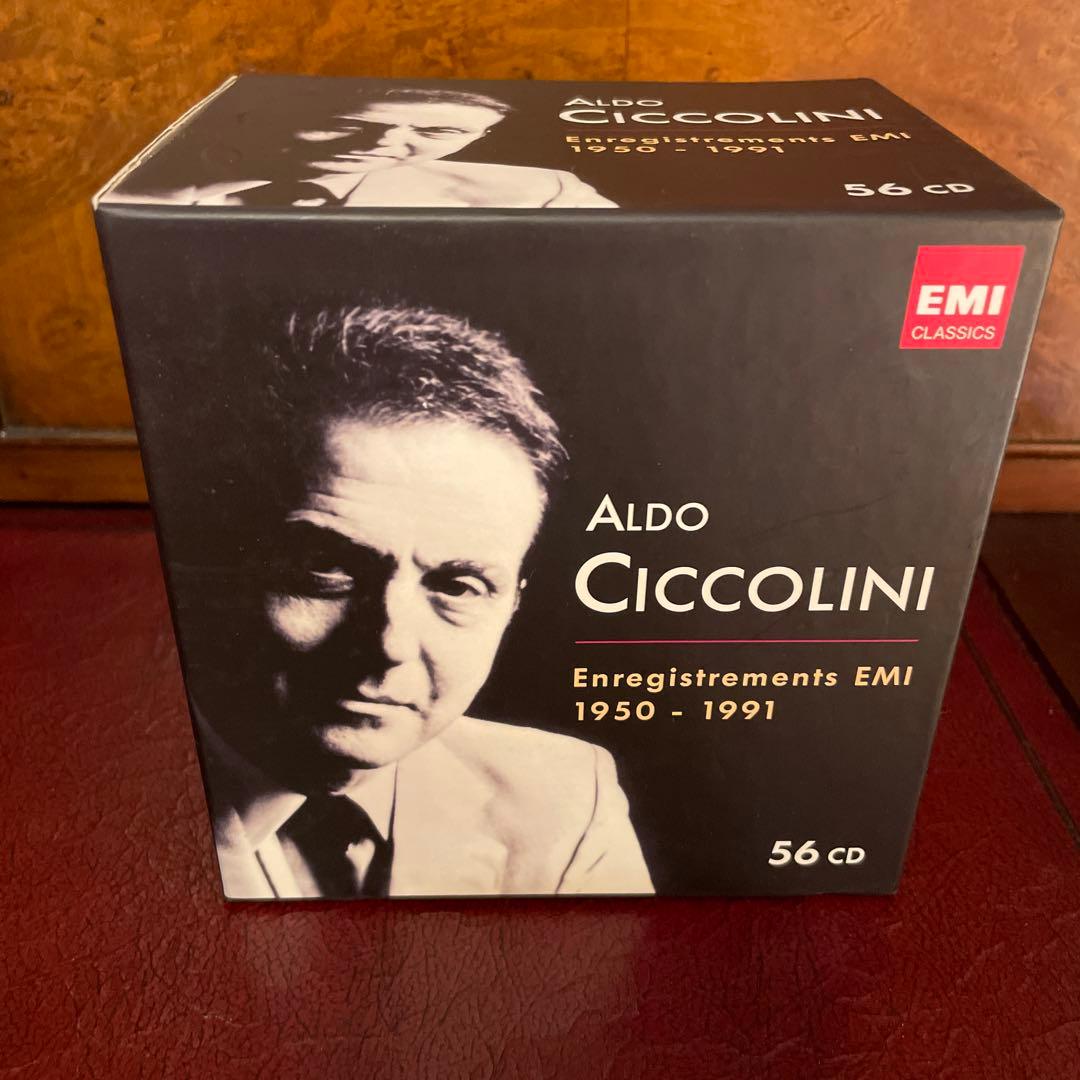 ALDO
CICCOLINI
Enregistrements EMI
1950 - 1991
56 CD
EMI
CLASSICS
ALDO
CICCOLINI
Enregistrements EMI
1950 - 1991
56 CD